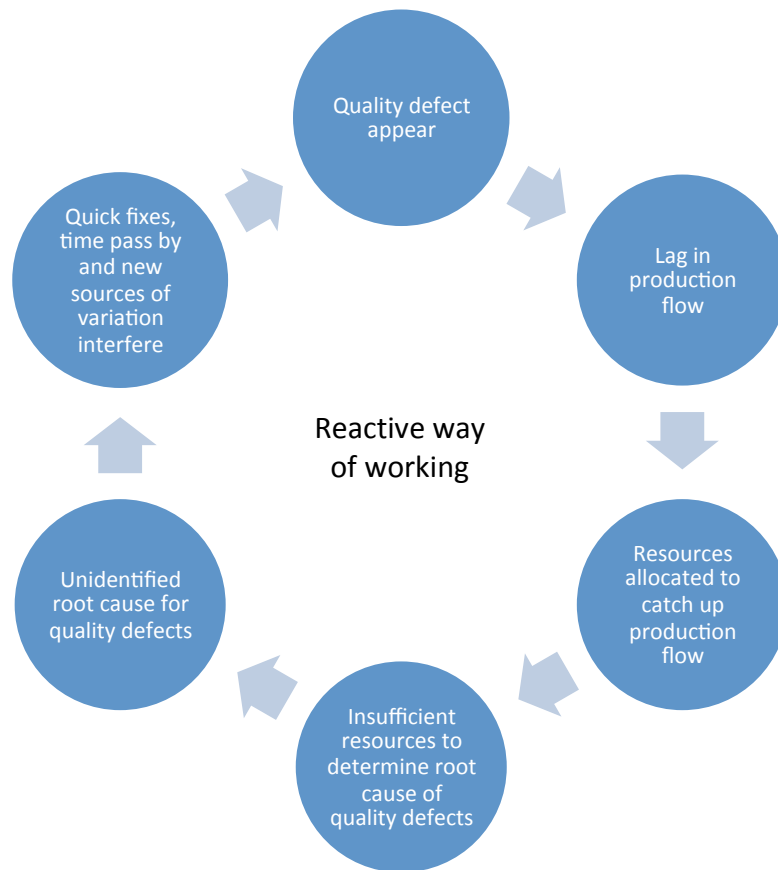 Quality defect
appear
Lag in
production
flow
Resources
allocated to
catch up
production
flow
Insufficient
resources to
determine root
cause of
quality defects
Unidentified
root cause for
quality defects
Quick fixes,
time pass by
and new
sources of
variation
interfere
Reactive way
of working